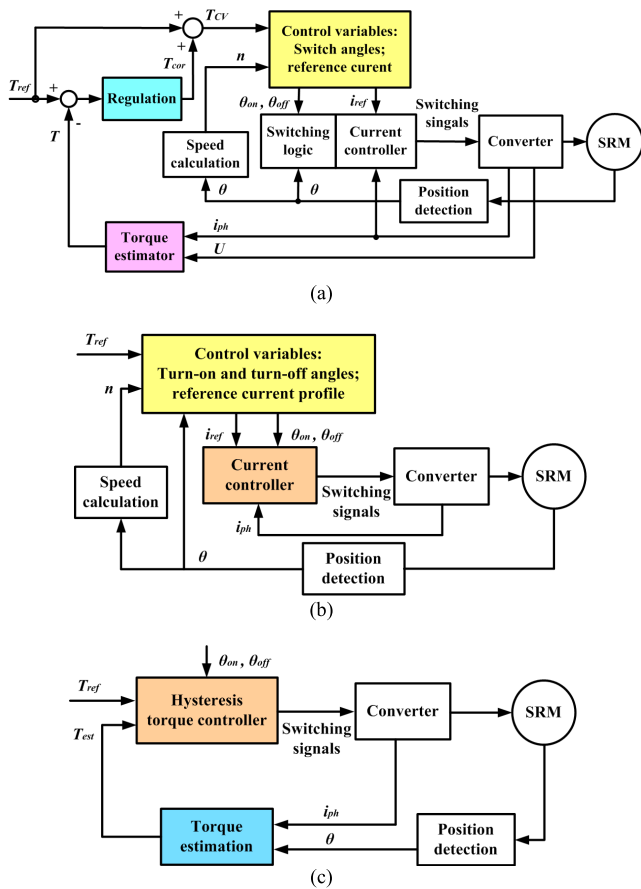 +
T_CV
+
T_cor
Control variables:
Switch angles;
reference curent
n
T_ref
+
Regulation
T
-
θ_on , θ_off
i_ref
Switching
singals
Speed
calculation
Switching
logic
Current
controller
Converter
SRM
θ
θ
Position
detection
Torque
estimator
i_ph
U
(a)
T_ref
Control variables:
Turn-on and turn-off angles;
reference current profile
n
i_ref
θ_on , θ_off
Speed
calculation
Current
controller
Switching
signals
Converter
SRM
i_ph
θ
Position
detection
(b)
θ_on , θ_off
T_ref
Hysteresis
torque controller
T_est
Switching
signals
Converter
SRM
i_ph
Torque
estimation
θ
Position
detection
(c)